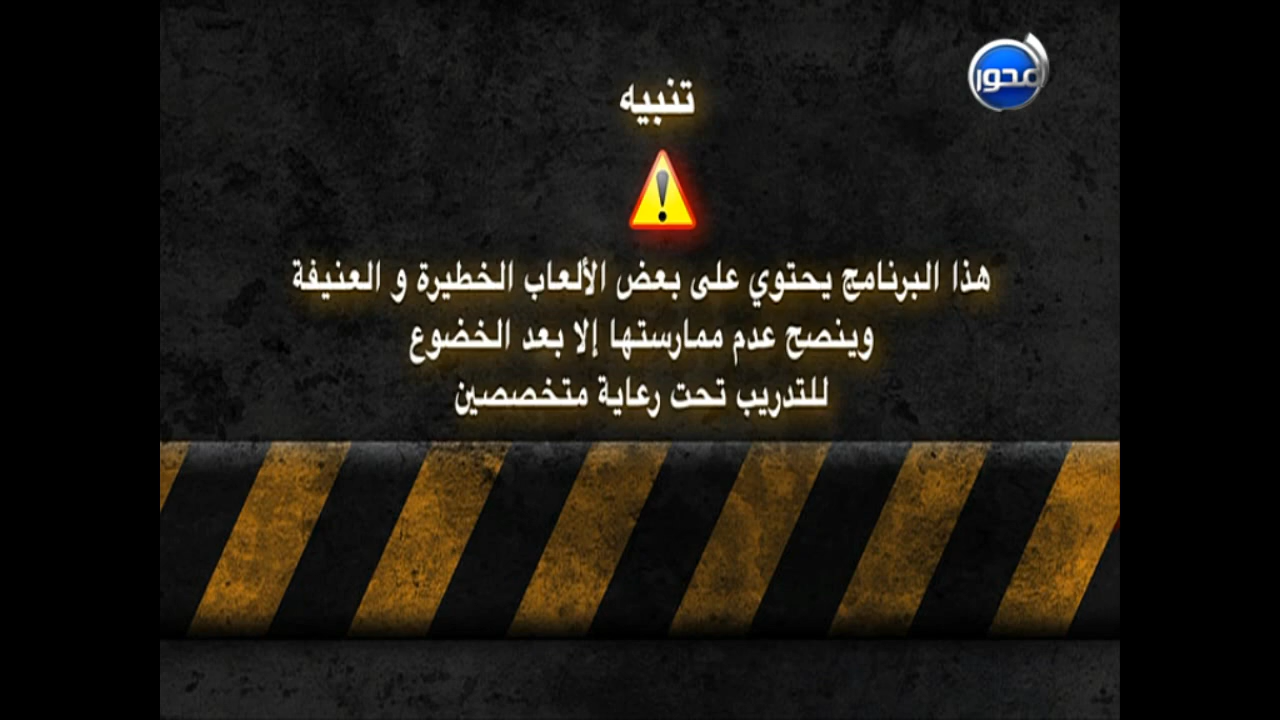 محور
تنبيه
هذا البرنامج يحتوي على بعض الألعاب الخطيرة و العنيفة
وينصح عدم ممارستها إلا بعد الخضوع
للتدريب تحت رعاية متخصصين